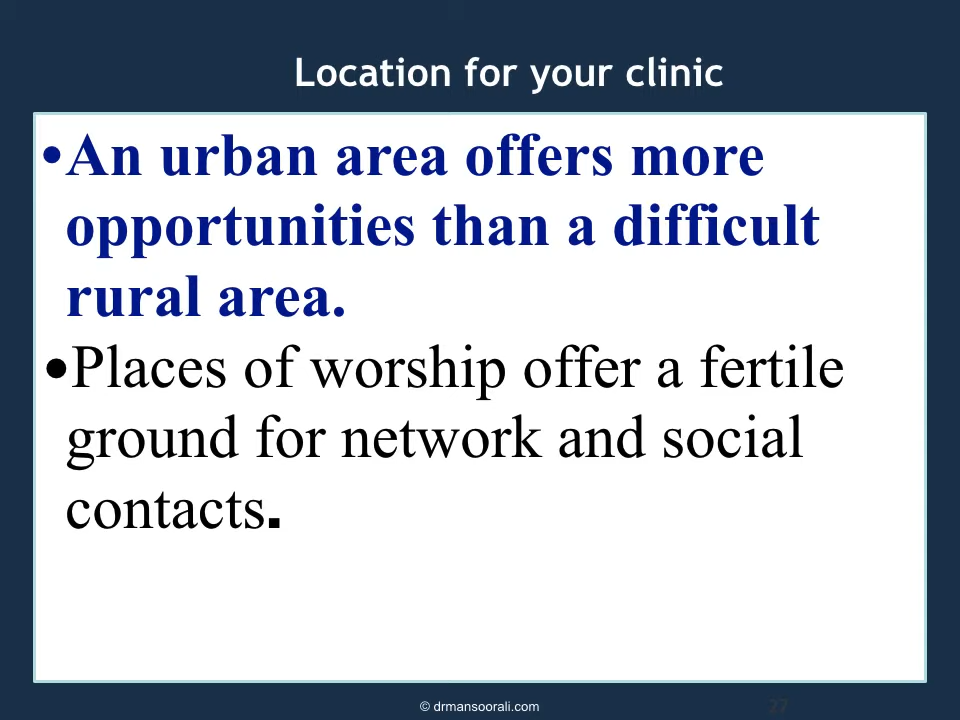 Location for your clinic
•An urban area offers more
opportunities than a difficult
rural area.
•Places of worship offer a fertile
ground for network and social
contacts.
© drmansoorali.com
27